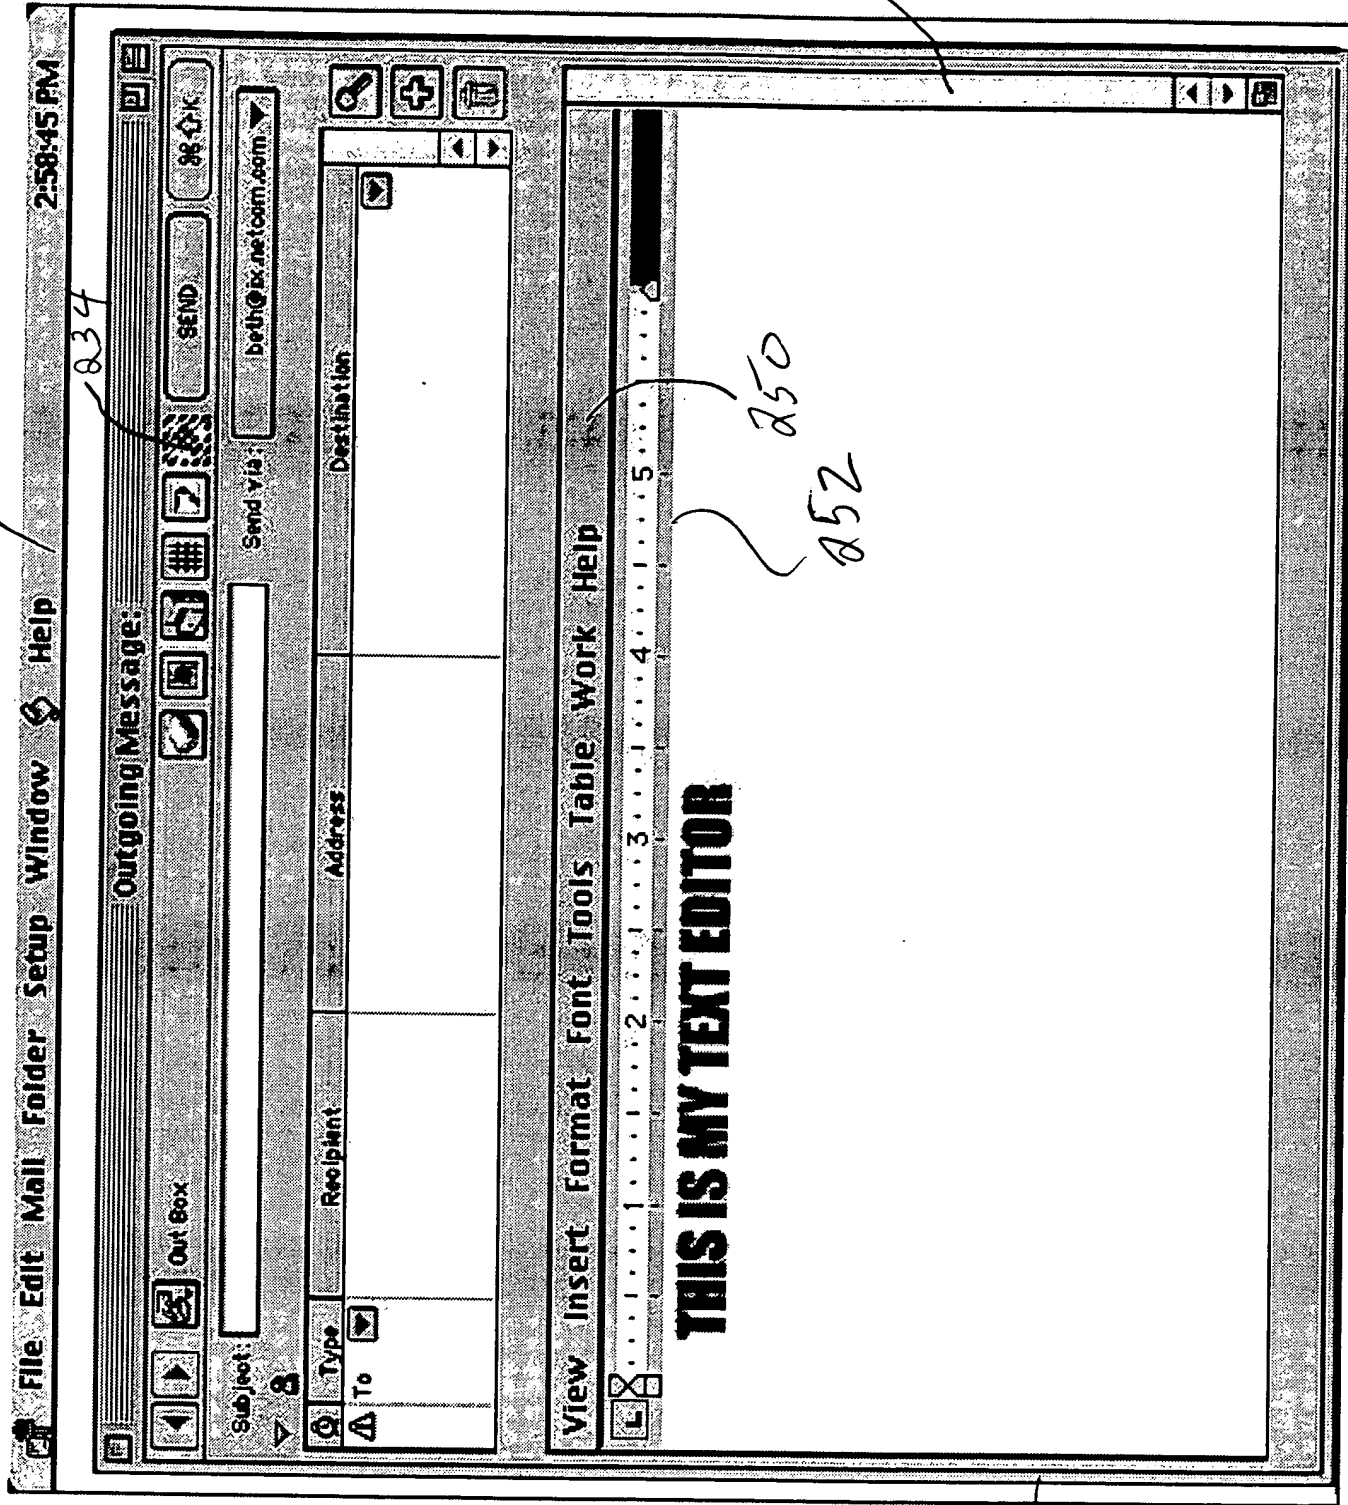 File Edit Mail Folder Setup Window Help 2:58:45 PM
234
Outgoing Message:
Out Box SEND ⌘⇧K
Subject: Send via: beth@ix.netcom.com
Type Recipient Address Destination
To
View Insert Format Font Tools Table Work Help
250
L 1 2 3 4 5
252
THIS IS MY TEXT EDITOR